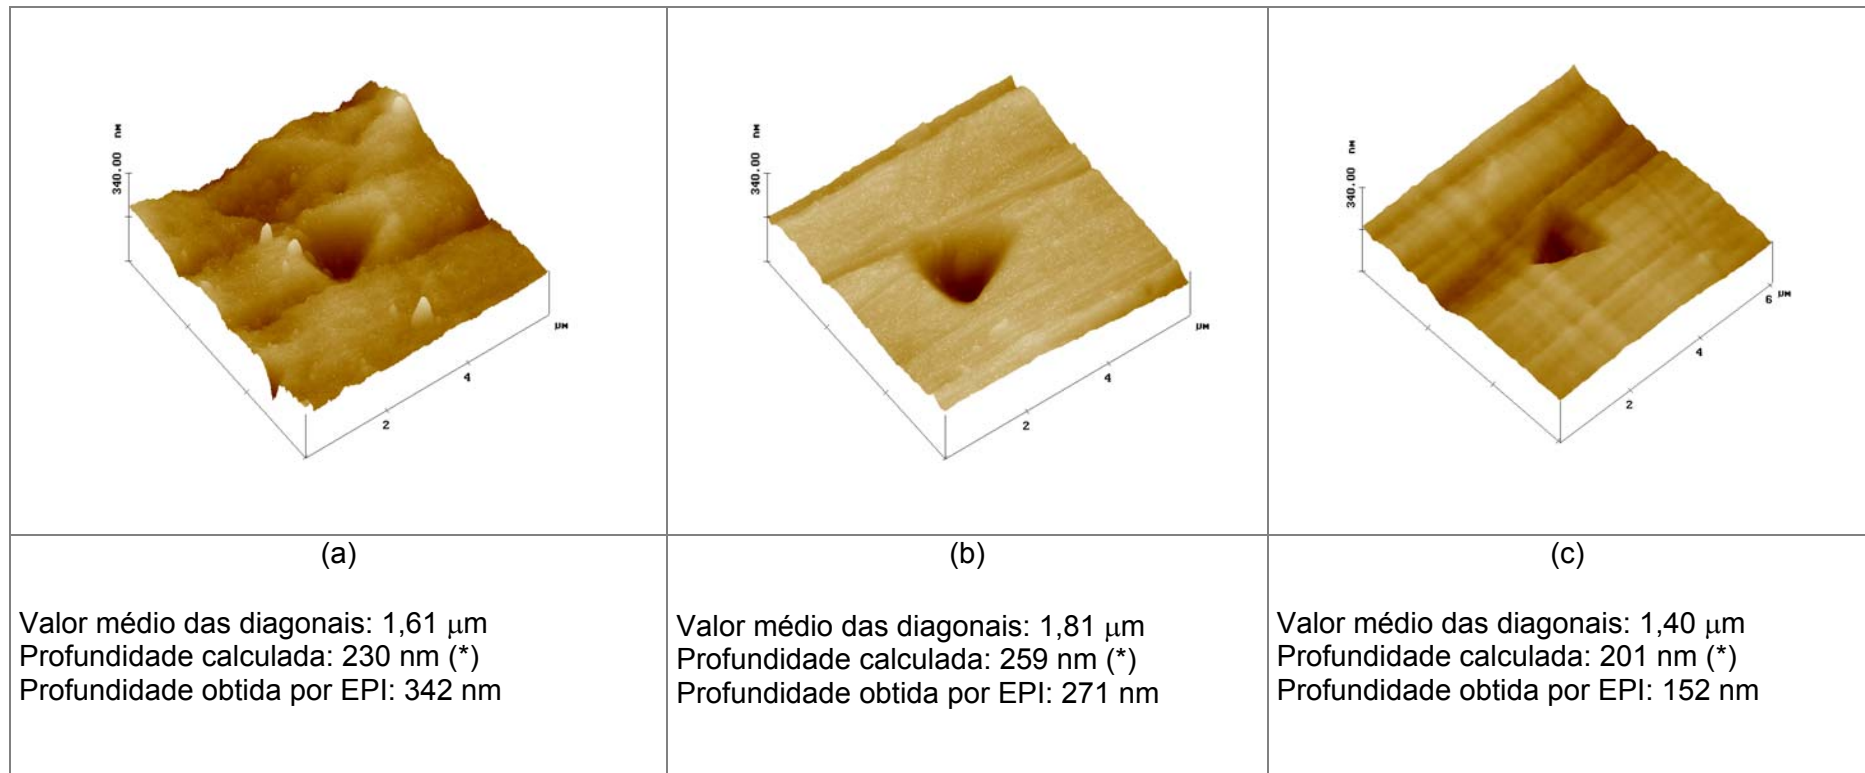 340.00 nm
2
4
µm
340.00 nm
2
4
µm
340.00 nm
2
4
6
µm
(a)
Valor médio das diagonais: 1,61 μm
Profundidade calculada: 230 nm (*)
Profundidade obtida por EPI: 342 nm
(b)
Valor médio das diagonais: 1,81 μm
Profundidade calculada: 259 nm (*)
Profundidade obtida por EPI: 271 nm
(c)
Valor médio das diagonais: 1,40 μm
Profundidade calculada: 201 nm (*)
Profundidade obtida por EPI: 152 nm